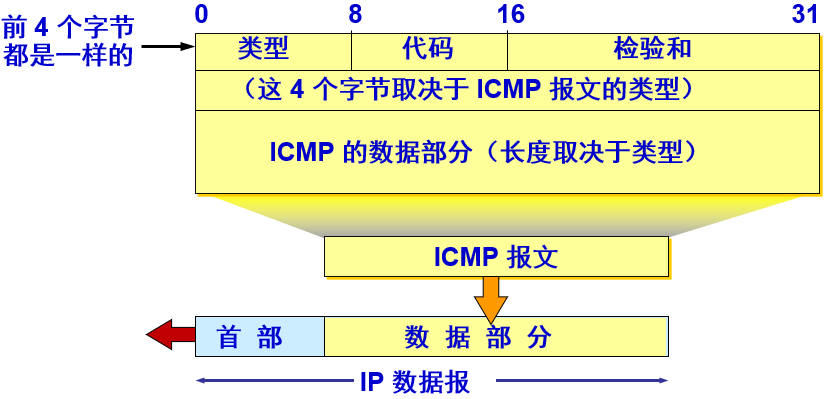 0 8 16 31
前 4 个字节
都是一样的
类型 代码 检验和
（这 4 个字节取决于 ICMP 报文的类型）
ICMP 的数据部分（长度取决于类型）
ICMP 报文
首 部 数 据 部 分
IP 数据报